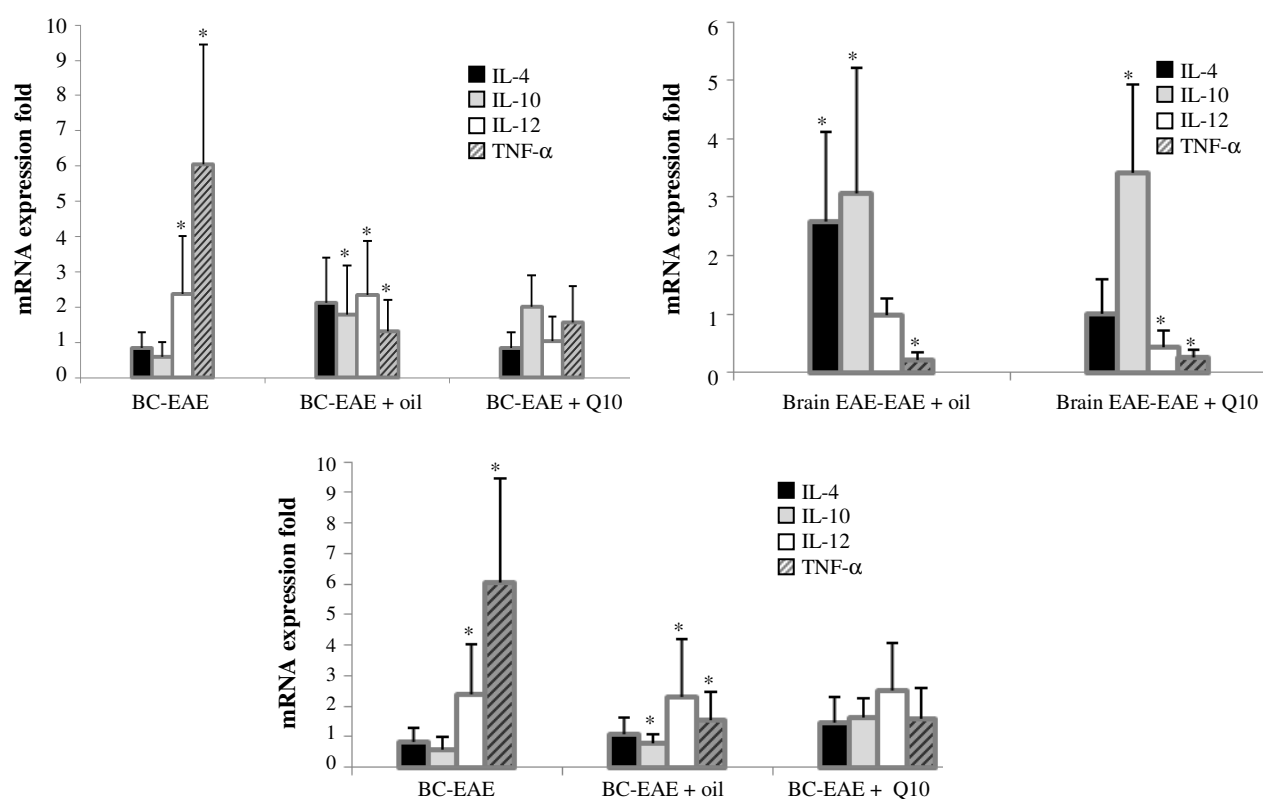 mRNA expression fold
10
9
8
7
6
5
4
3
2
1
0
*
*
*
*
*
IL-4
IL-10
IL-12
TNF-α
BC-EAE
BC-EAE + oil
BC-EAE + Q10
mRNA expression fold
6
5
4
3
2
1
0
*
*
*
*
*
*
IL-4
IL-10
IL-12
TNF-α
Brain EAE-EAE + oil
Brain EAE-EAE + Q10
mRNA expression fold
10
9
8
7
6
5
4
3
2
1
0
*
*
*
*
*
IL-4
IL-10
IL-12
TNF-α
BC-EAE
BC-EAE + oil
BC-EAE + Q10